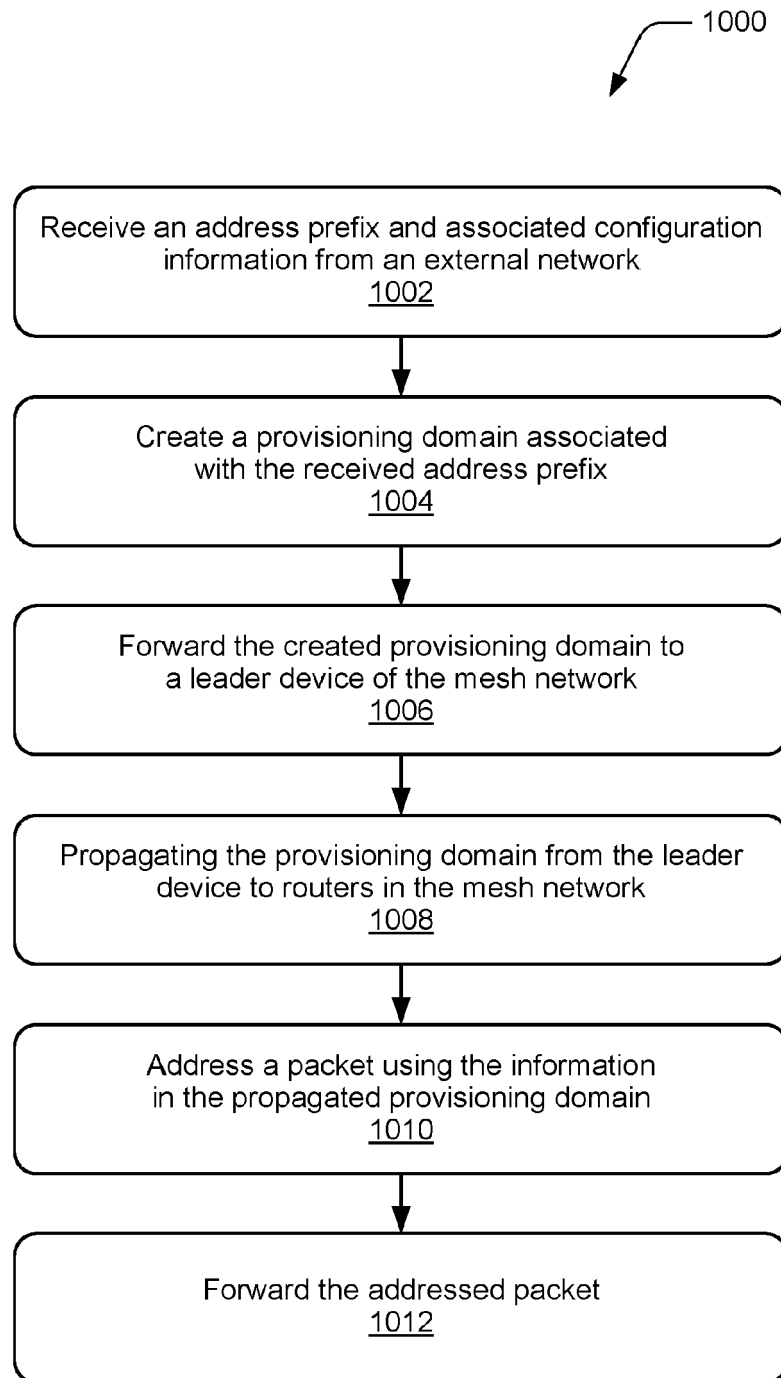 1000
Receive an address prefix and associated configuration
information from an external network
1002
Create a provisioning domain associated
with the received address prefix
1004
Forward the created provisioning domain to
a leader device of the mesh network
1006
Propagating the provisioning domain from the leader
device to routers in the mesh network
1008
Address a packet using the information
in the propagated provisioning domain
1010
Forward the addressed packet
1012